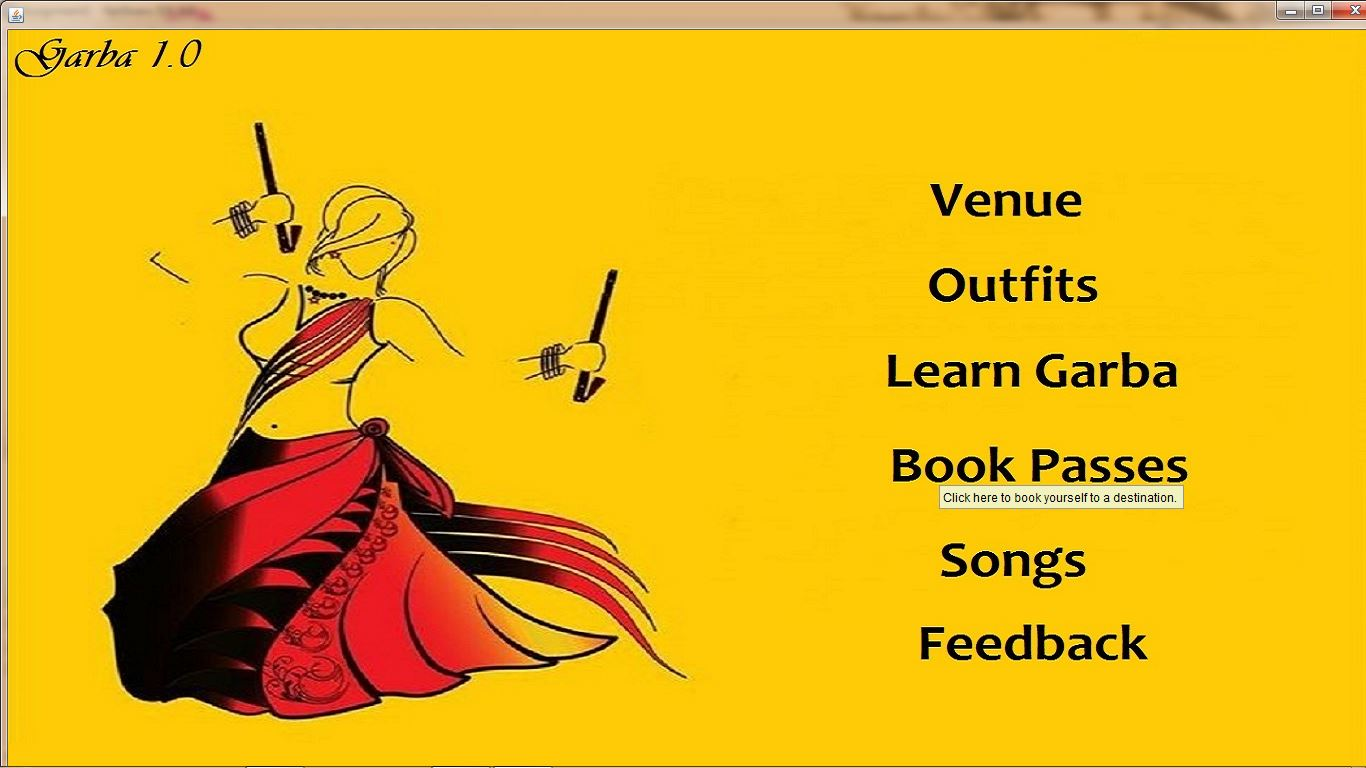 Garba 1.0
Venue
Outfits
Learn Garba
Book Passes
Click here to book yourself to a destination.
Songs
Feedback